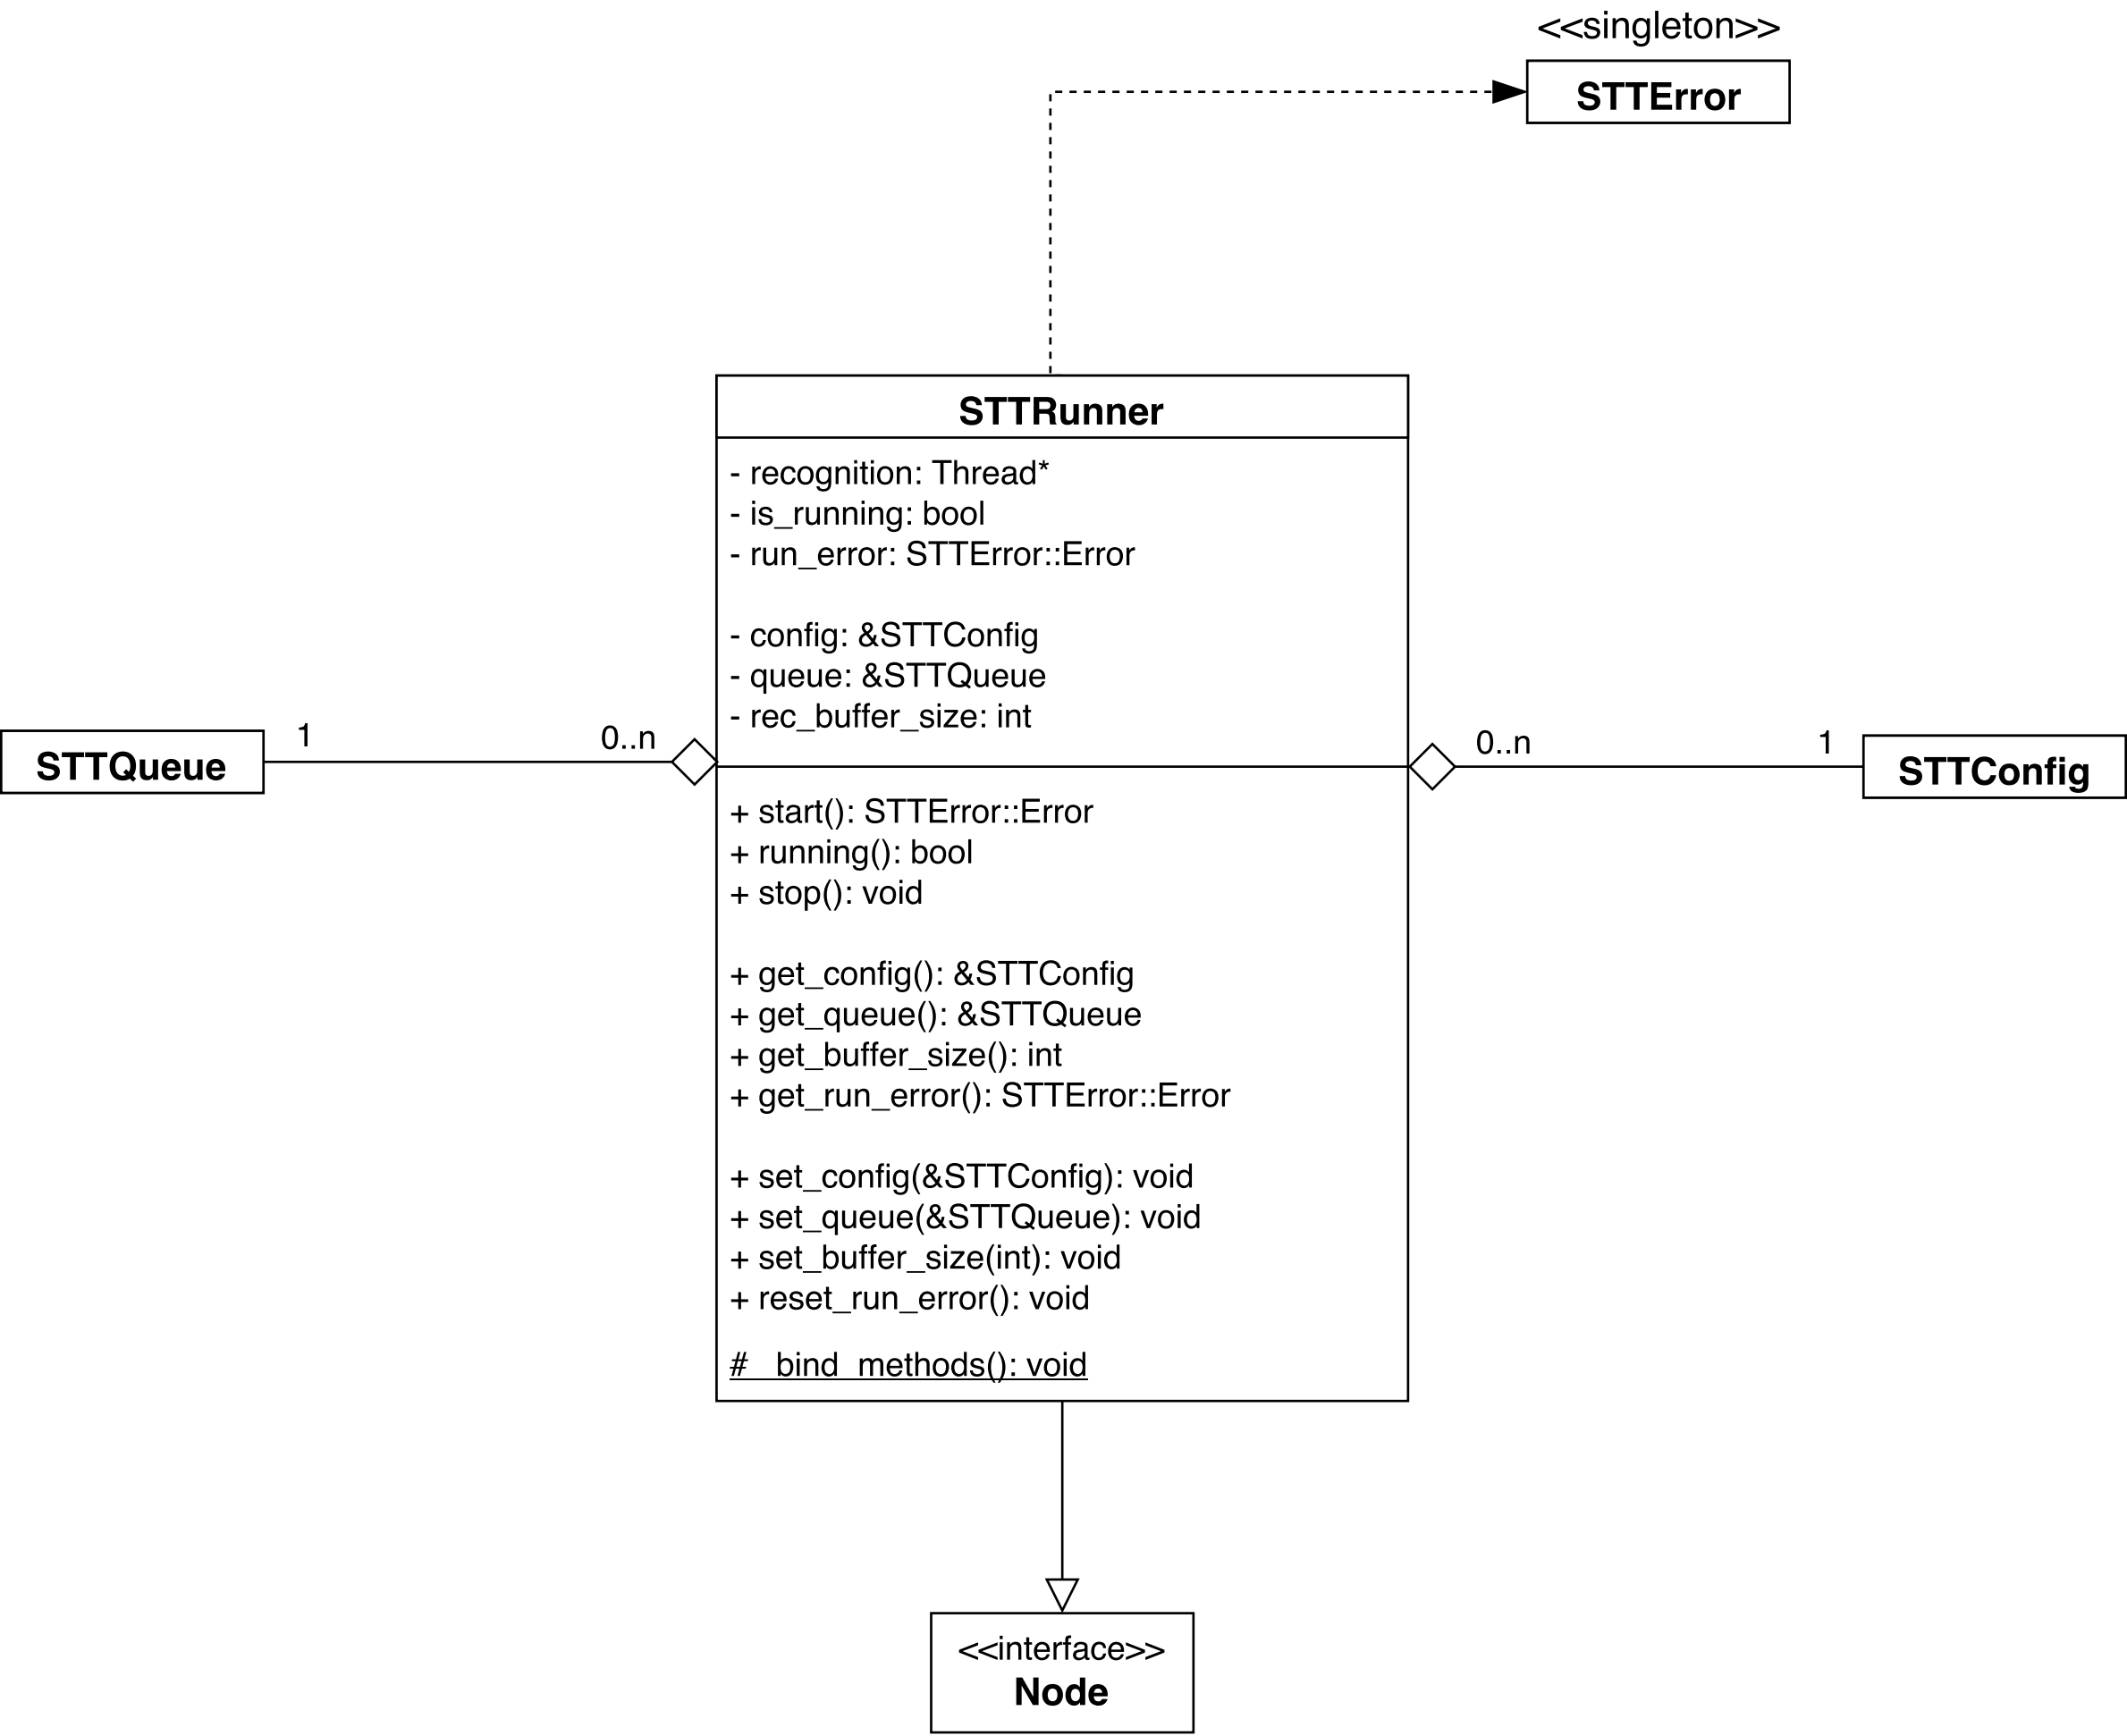 <<singleton>>
STTError
STTRunner
- recognition: Thread*
- is_running: bool
- run_error: STTError::Error
- config: &STTConfig
- queue: &STTQueue
- rec_buffer_size: int
1
0..n
STTQueue
0..n
1
STTConfig
+ start(): STTError::Error
+ running(): bool
+ stop(): void
+ get_config(): &STTConfig
+ get_queue(): &STTQueue
+ get_buffer_size(): int
+ get_run_error(): STTError::Error
+ set_config(&STTConfig): void
+ set_queue(&STTQueue): void
+ set_buffer_size(int): void
+ reset_run_error(): void
# _bind_methods(): void
<<interface>>
Node